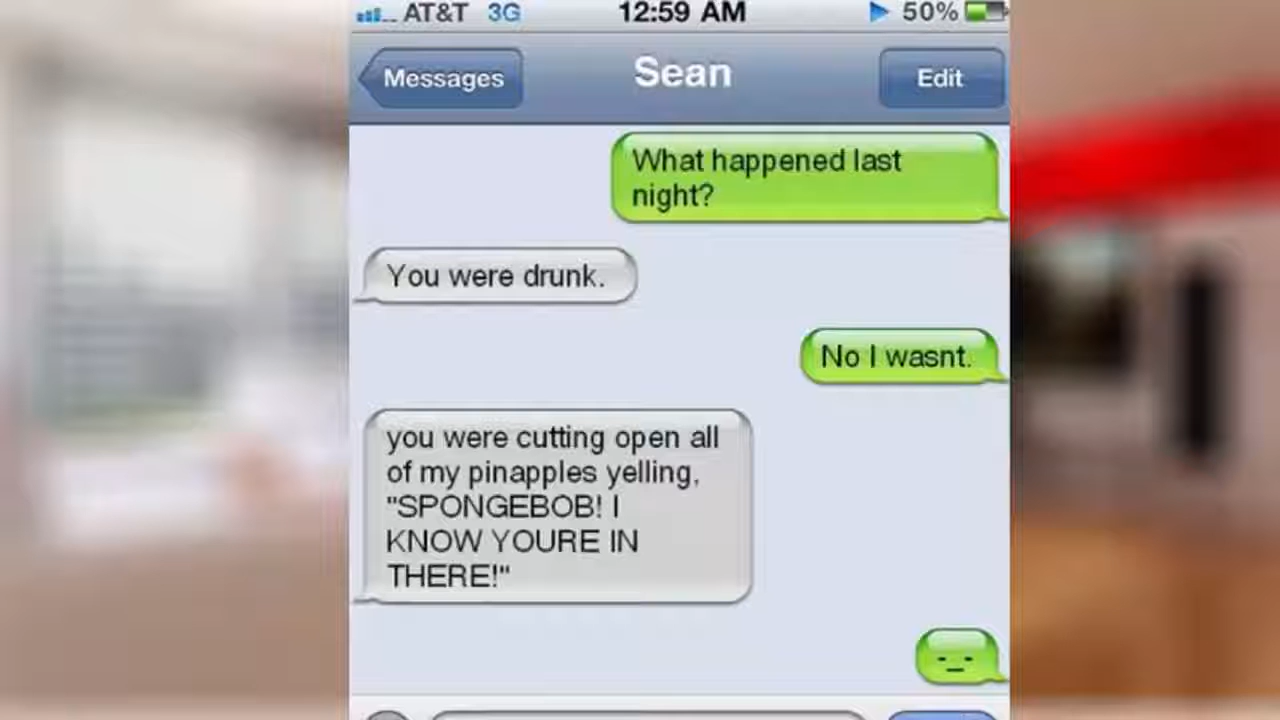 AT&T 3G 12:59 AM 50%
Messages Sean Edit
What happened last
night?
You were drunk.
No I wasnt.
you were cutting open all
of my pinapples yelling,
"SPONGEBOB! I
KNOW YOURE IN
THERE!"
-_-